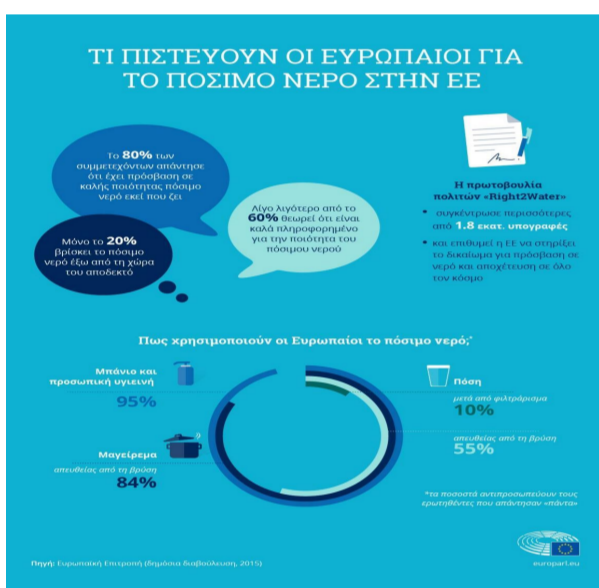 ΤΙ ΠΙΣΤΕΥΟΥΝ ΟΙ ΕΥΡΩΠΑΙΟΙ ΓΙΑ
ΤΟ ΠΟΣΙΜΟ ΝΕΡΟ ΣΤΗΝ ΕΕ
Το 80% των
συμμετεχόντων απάντησε
ότι έχει πρόσβαση σε
καλής ποιότητας πόσιμο
νερό εκεί που ζει
Λίγο λιγότερο από το
60% θεωρεί ότι είναι
καλά πληροφορημένο
για την ποιότητα του
πόσιμου νερού
Μόνο το 20%
βρίσκει το πόσιμο
νερό έξω από τη χώρα
του αποδεκτό
Η πρωτοβουλία
πολιτών «Right2Water»
• συγκέντρωσε περισσότερες
από 1.8 εκατ. υπογραφές
• και επιθυμεί η ΕΕ να στηρίξει
το δικαίωμα για πρόσβαση σε
νερό και αποχέτευση σε όλο
τον κόσμο
Πως χρησιμοποιούν οι Ευρωπαίοι το πόσιμο νερό;*
Μπάνιο και
προσωπική υγιεινή
95%
Μαγείρεμα
απευθείας από τη βρύση
84%
Πόση
μετά από φιλτράρισμα
10%
απευθείας από τη βρύση
55%
*τα ποσοστά αντιπροσωπεύουν τους
ερωτηθέντες που απάντησαν «πάντα»
Πηγή: Ευρωπαϊκή Επιτροπή (δημόσια διαβούλευση, 2015)
europarl.eu